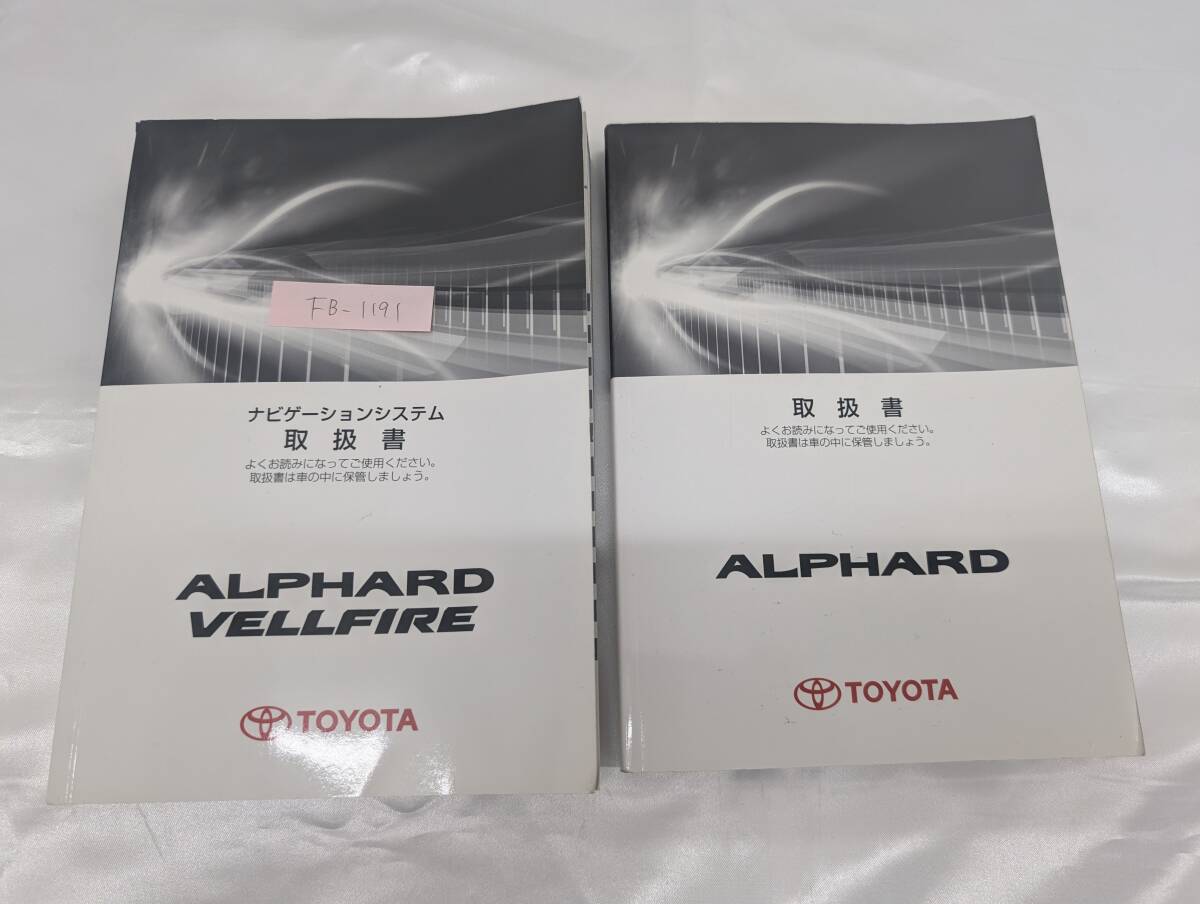 FB-1191
ナビゲーションシステム
取扱書
よくお読みになってご使用ください。
取扱書は車の中に保管しましょう。
ALPHARD
VELLFIRE
TOYOTA
取扱書
よくお読みになってご使用ください。
取扱書は車の中に保管しましょう。
ALPHARD
TOYOTA